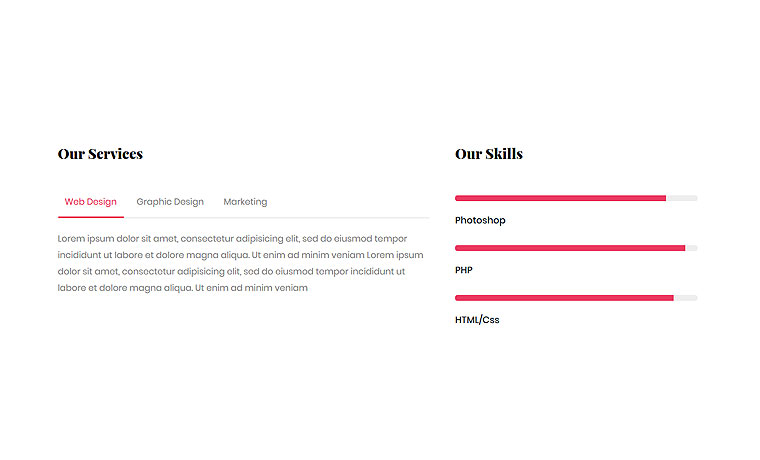 Our Services
Web Design Graphic Design Marketing
Lorem ipsum dolor sit amet, consectetur adipisicing elit, sed do eiusmod tempor
incididunt ut labore et dolore magna aliqua. Ut enim ad minim veniam Lorem ipsum
dolor sit amet, consectetur adipisicing elit, sed do eiusmod tempor incididunt ut
labore et dolore magna aliqua. Ut enim ad minim veniam
Our Skills
Photoshop
PHP
HTML/Css